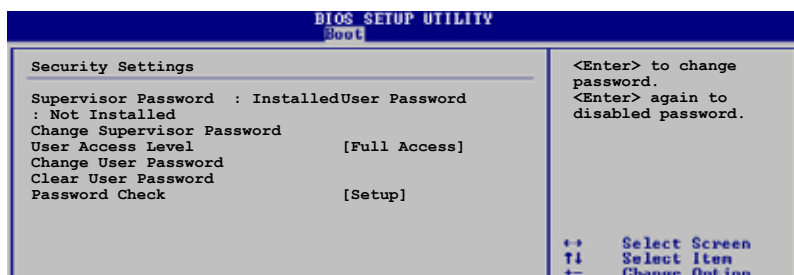 BIOS SETUP UTILITY
Boot
Security Settings
Supervisor Password : InstalledUser Password
: Not Installed
Change Supervisor Password
User Access Level [Full Access]
Change User Password
Clear User Password
Password Check [Setup]
<Enter> to change
password.
<Enter> again to
disabled password.
↔ Select Screen
↑↓ Select Item
+- Change Option